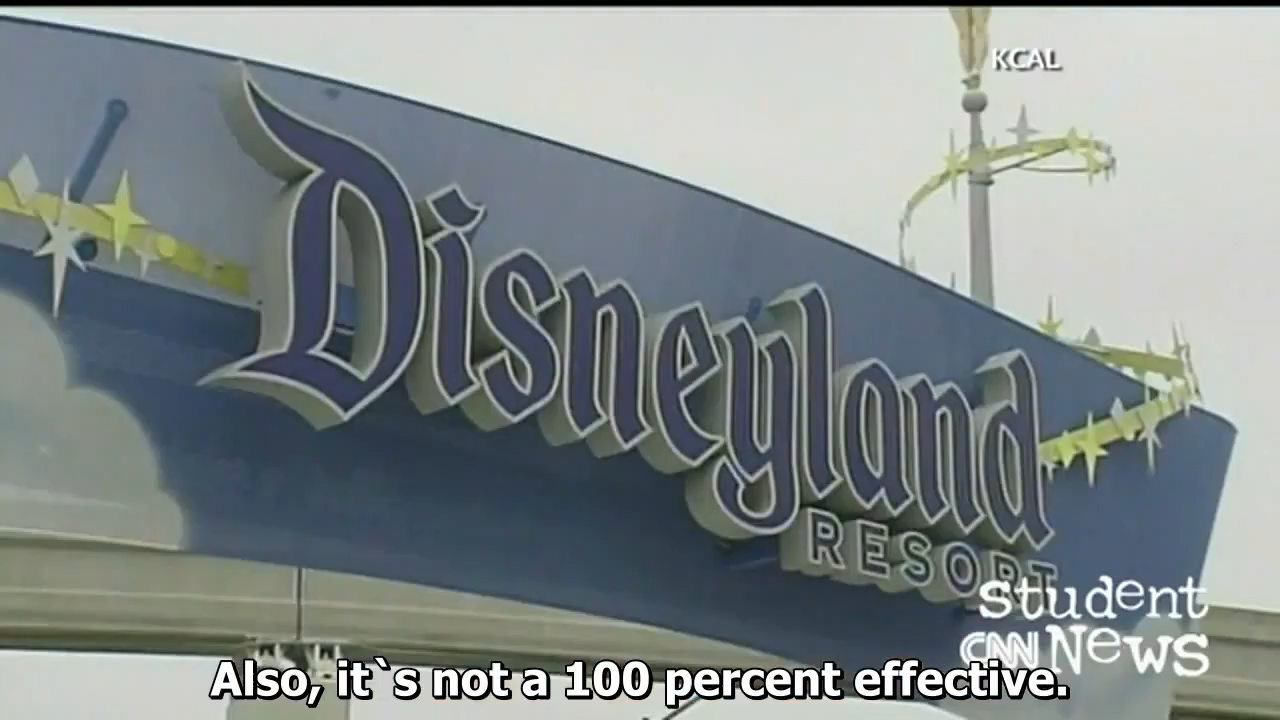 KCAL
Disneyland
RESORT
Student
CNN NEWS
Also, it`s not a 100 percent effective.